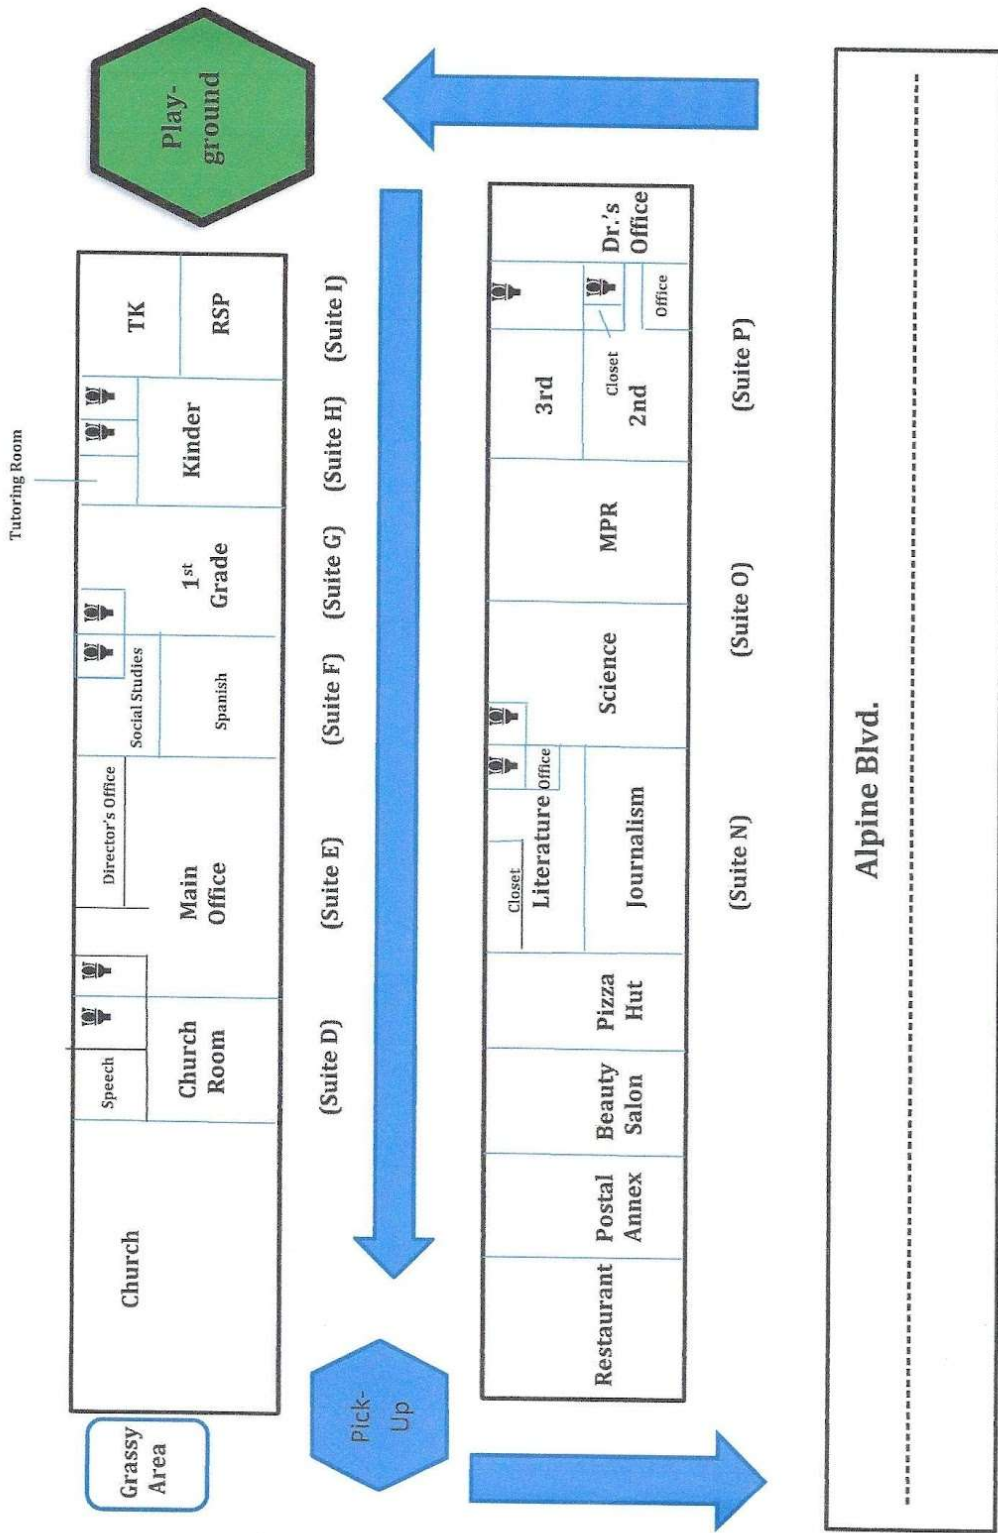 Tutoring Room
Grassy
Area
Church
Speech
Church
Room
Director's Office
Main
Office
Social Studies
Spanish
1st
Grade
Kinder
TK
RSP
Play-
ground
(Suite D)
(Suite E)
(Suite F)
(Suite G)
(Suite H)
(Suite I)
Pick-
Up
Restaurant
Postal
Annex
Beauty
Salon
Pizza
Hut
Closet
Literature
Office
Journalism
Science
MPR
3rd
Closet
2nd
Office
Dr.'s
Office
(Suite N)
(Suite O)
(Suite P)
Alpine Blvd.